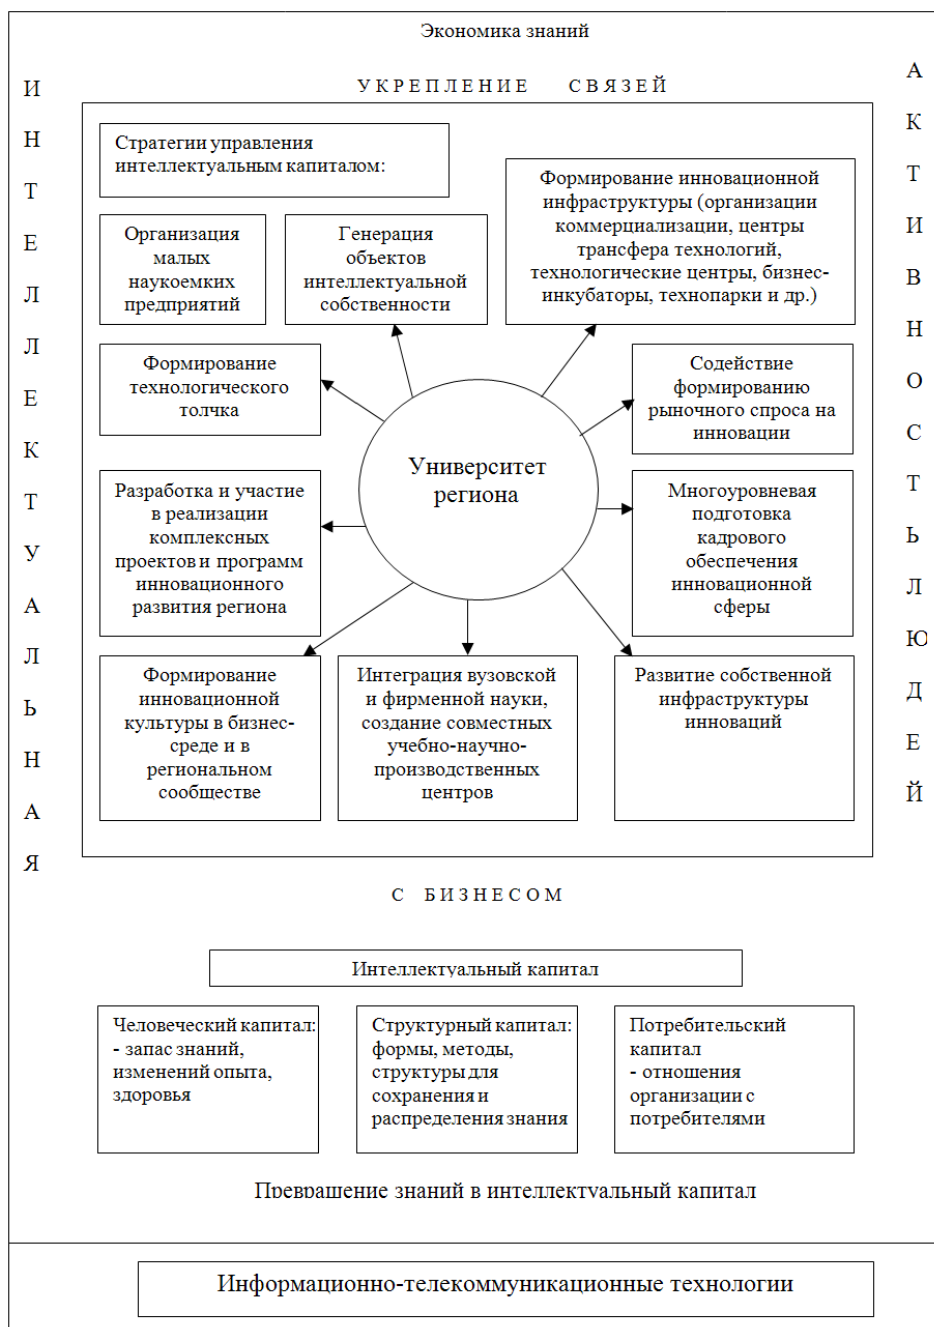 Экономика знаний
УКРЕПЛЕНИЕ СВЯЗЕЙ
ИНТЕЛЛЕКТУАЛЬНАЯ
АКТИВНОСТЬ ЛЮДЕЙ
Стратегии управления
интеллектуальным капиталом:
Формирование инновационной
инфраструктуры (организации
коммерциализации, центры
трансфера технологий,
технологические центры, бизнес-
инкубаторы, технопарки и др.)
Организация
малых
наукоемких
предприятий
Генерация
объектов
интеллектуальной
собственности
Формирование
технологического
толчка
Содействие
формированию
рыночного спроса на
инновации
Университет
региона
Разработка и участие
в реализации
комплексных
проектов и программ
инновационного
развития региона
Многоуровневая
подготовка
кадрового
обеспечения
инновационной
сферы
Формирование
инновационной
культуры в бизнес-
среде и в
региональном
сообществе
Интеграция вузовской
и фирменной науки,
создание совместных
учебно-научно-
производственных
центров
Развитие собственной
инфраструктуры
инноваций
С БИЗНЕСОМ
Интеллектуальный капитал
Человеческий капитал:
- запас знаний,
изменений опыта,
здоровья
Структурный капитал:
формы, методы,
структуры для
сохранения и
распределения знания
Потребительский
капитал
- отношения
организации с
потребителями
Превращение знаний в интеллектуальный капитал
Информационно-телекоммуникационные технологии